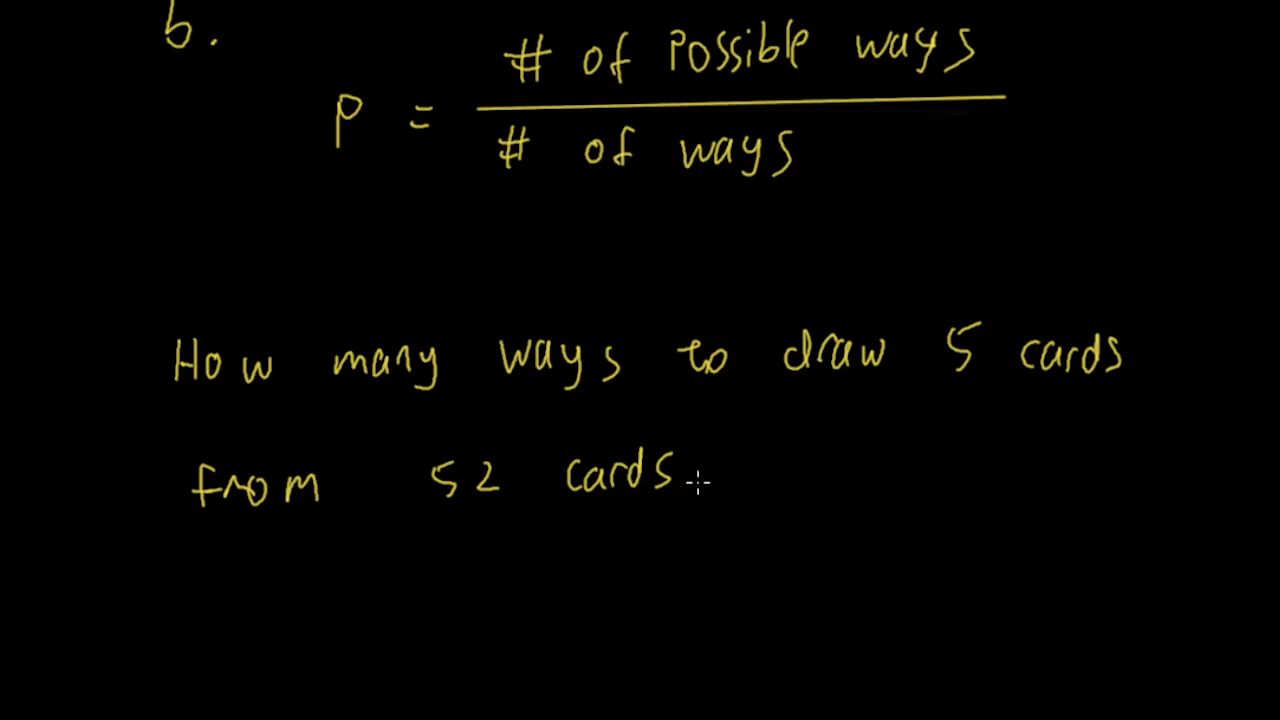 b.
# of possible ways
P =
# of ways
How many ways to draw 5 cards
from 52 cards